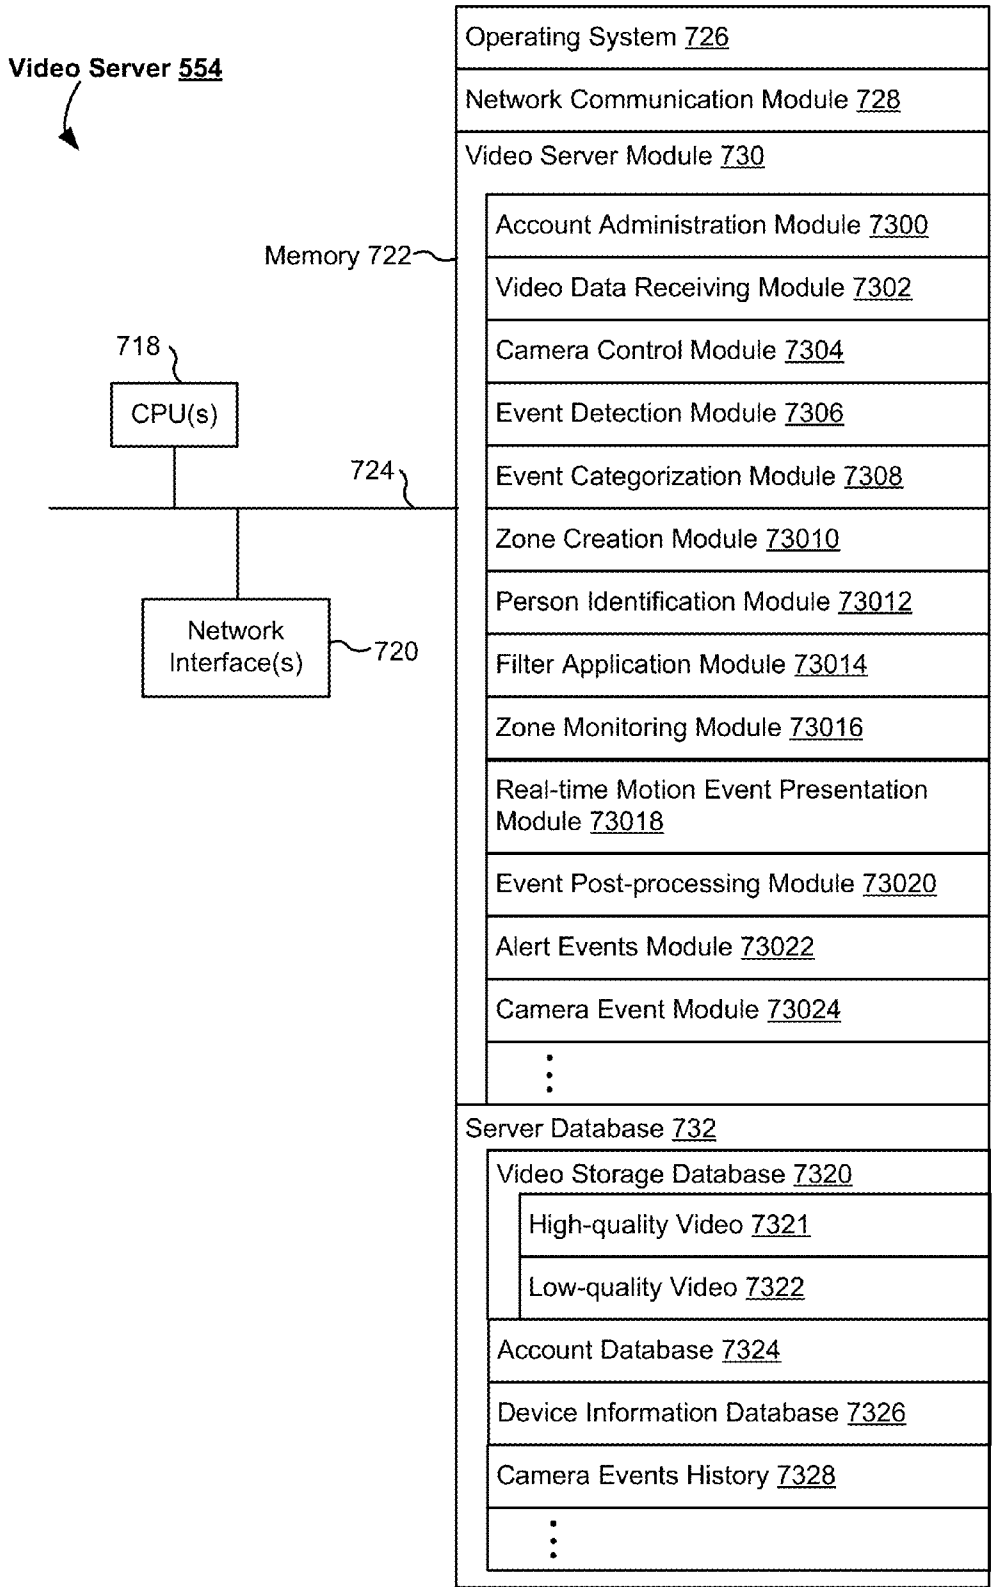 Video Server 554
Memory 722
718
CPU(s)
724
Network
Interface(s)
720
Operating System 726
Network Communication Module 728
Video Server Module 730
Account Administration Module 7300
Video Data Receiving Module 7302
Camera Control Module 7304
Event Detection Module 7306
Event Categorization Module 7308
Zone Creation Module 73010
Person Identification Module 73012
Filter Application Module 73014
Zone Monitoring Module 73016
Real-time Motion Event Presentation
Module 73018
Event Post-processing Module 73020
Alert Events Module 73022
Camera Event Module 73024
Server Database 732
Video Storage Database 7320
High-quality Video 7321
Low-quality Video 7322
Account Database 7324
Device Information Database 7326
Camera Events History 7328